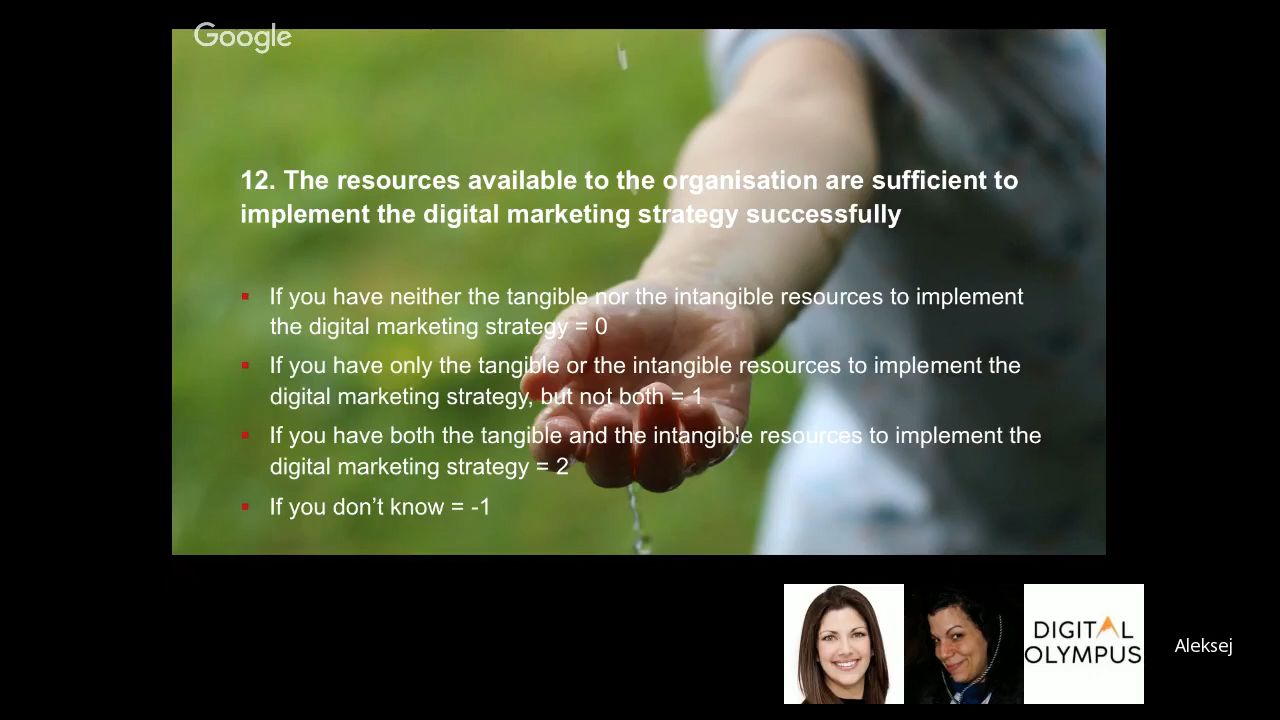 Google
12. The resources available to the organisation are sufficient to
implement the digital marketing strategy successfully
▪ If you have neither the tangible nor the intangible resources to implement
the digital marketing strategy = 0
▪ If you have only the tangible or the intangible resources to implement the
digital marketing strategy, but not both = 1
▪ If you have both the tangible and the intangible resources to implement the
digital marketing strategy = 2
▪ If you don’t know = -1
DIGITAL
OLYMPUS
Aleksej